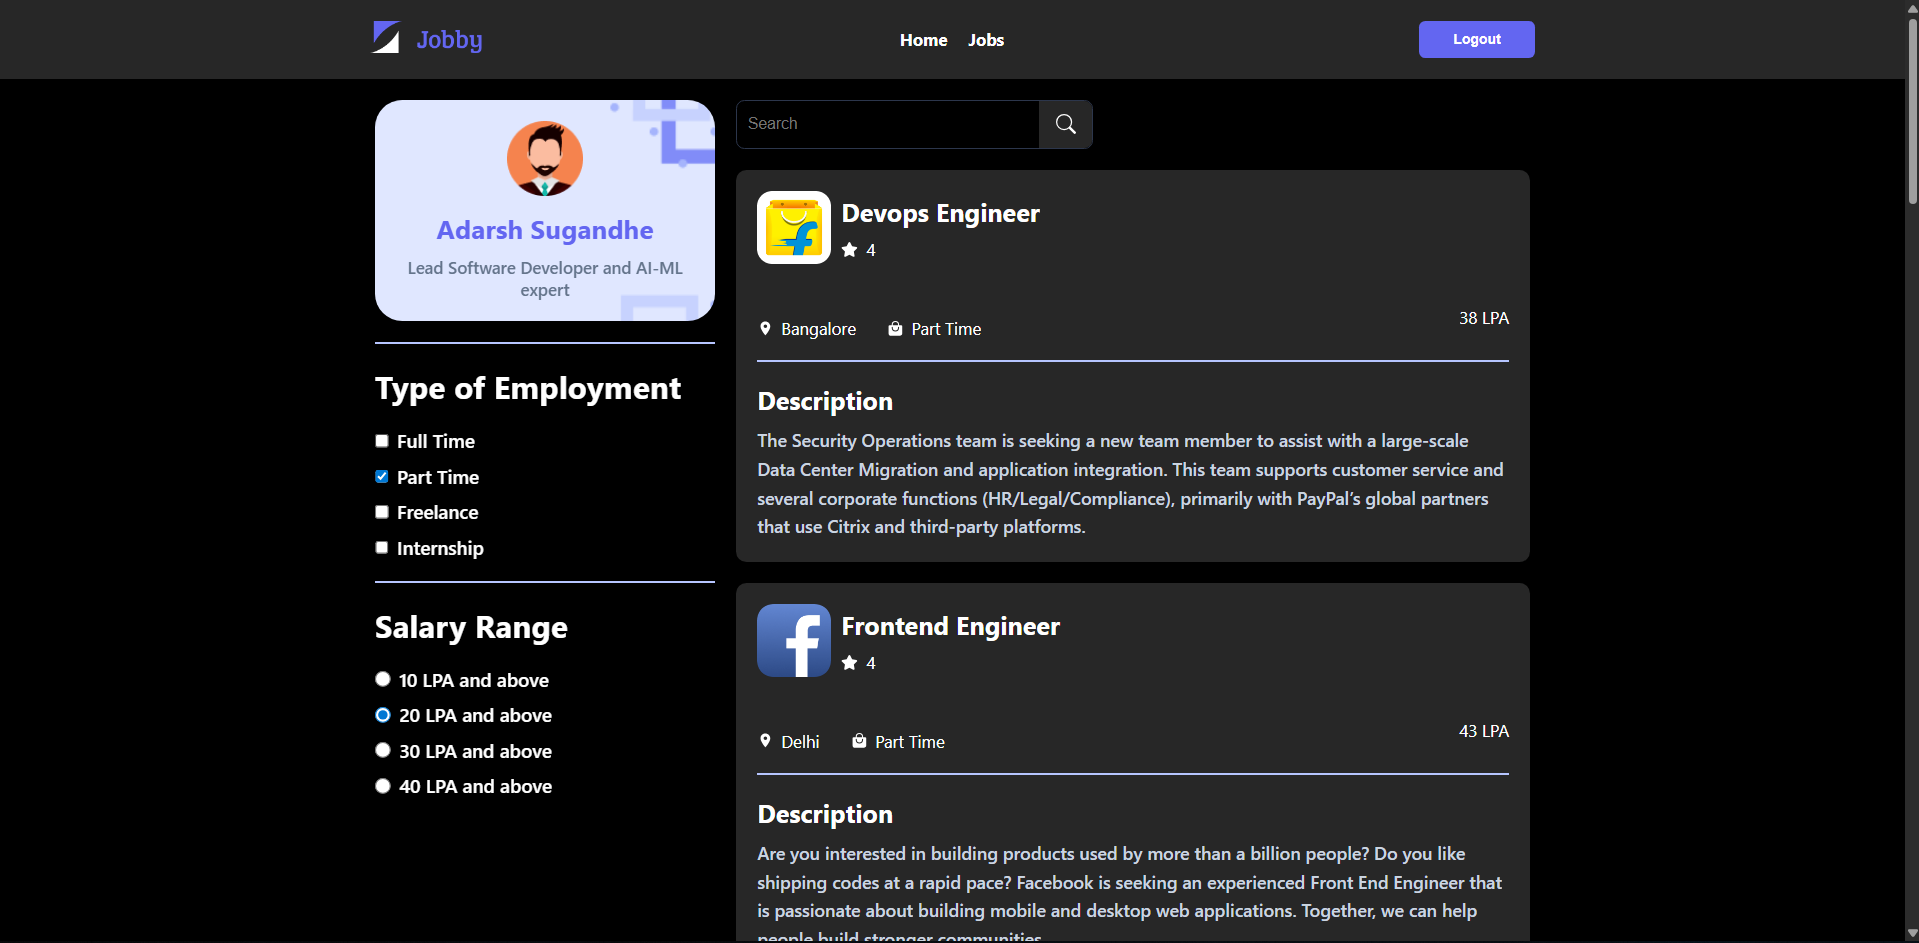 Jobby
Home
Jobs
Logout
Adarsh Sugandhe
Lead Software Developer and AI-ML
expert
Type of Employment
Full Time
Part Time
Freelance
Internship
Salary Range
10 LPA and above
20 LPA and above
30 LPA and above
40 LPA and above
Search
Devops Engineer
4
Bangalore
Part Time
38 LPA
Description
The Security Operations team is seeking a new team member to assist with a large-scale
Data Center Migration and application integration. This team supports customer service and
several corporate functions (HR/Legal/Compliance), primarily with PayPal’s global partners
that use Citrix and third-party platforms.
Frontend Engineer
4
Delhi
Part Time
43 LPA
Description
Are you interested in building products used by more than a billion people? Do you like
shipping codes at a rapid pace? Facebook is seeking an experienced Front End Engineer that
is passionate about building mobile and desktop web applications. Together, we can help
people build stronger communities